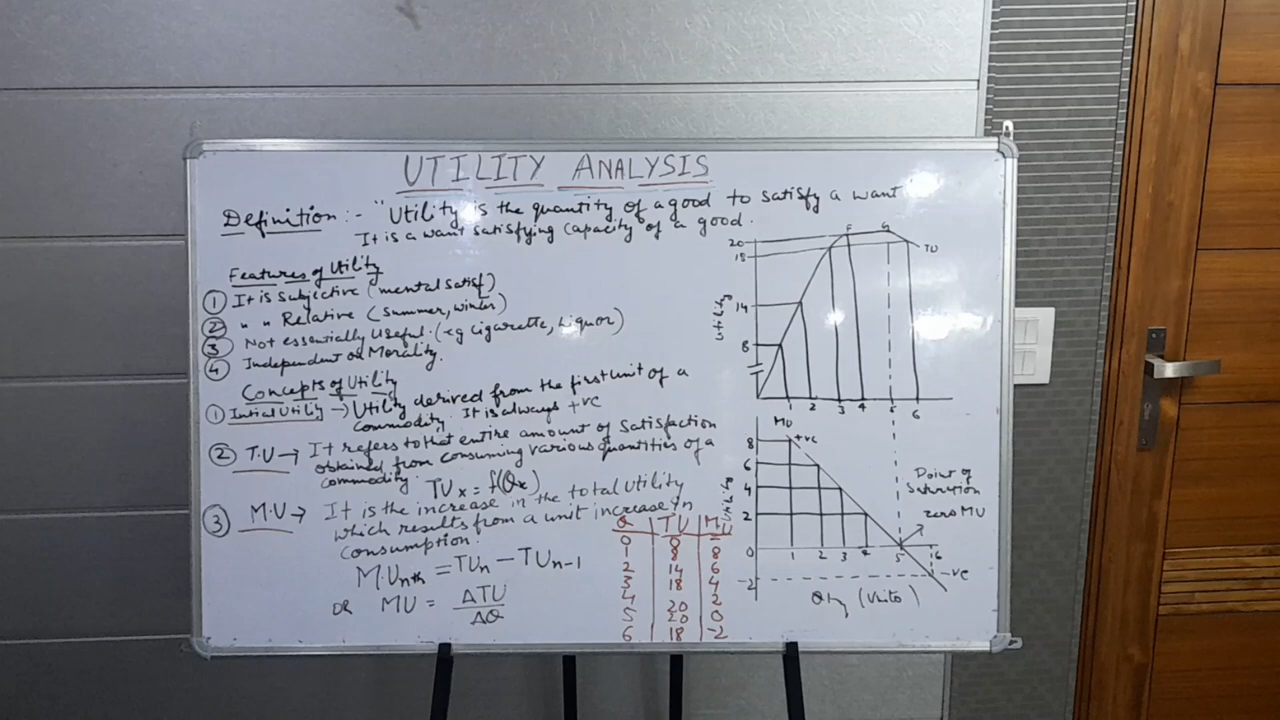 UTILITY ANALYSIS
Definition :- "Utility is the quantity of a good to satisfy a want
It is a want satisfying capacity of a good.
Features of Utility
① It is Subjective (mental Satisf)
② " " Relative (Summer, winter)
③ Not essentially Useful. (eg Cigarette, Liquor)
④ Independent on Morality.
Concepts of Utility
① Intial Utility → Utility derived from the first unit of a
commodity. It is always +ve
② T.U → It refers to that entire amount of Satisfaction
obtained from consuming various quantities of a
commodity.
TUx = f(Qx)
③ M.U → It is the increase in the total utility
which results from a unit increase in
Consumption.
M.Unth = TUn - TUn-1
OR MU = ΔTU/ΔQ
Q TU MU
0 0 -
1 8 8
2 14 6
3 18 4
4 20 2
5 20 0
6 18 -2
20 F G TU
18
14
8
Utility
1 2 3 4 5 6
MU
8 +ve
6
4
2
0 1 2 3 4 5 6
-2 -ve
Point of
Saturation
zero MU
Qty (Units)